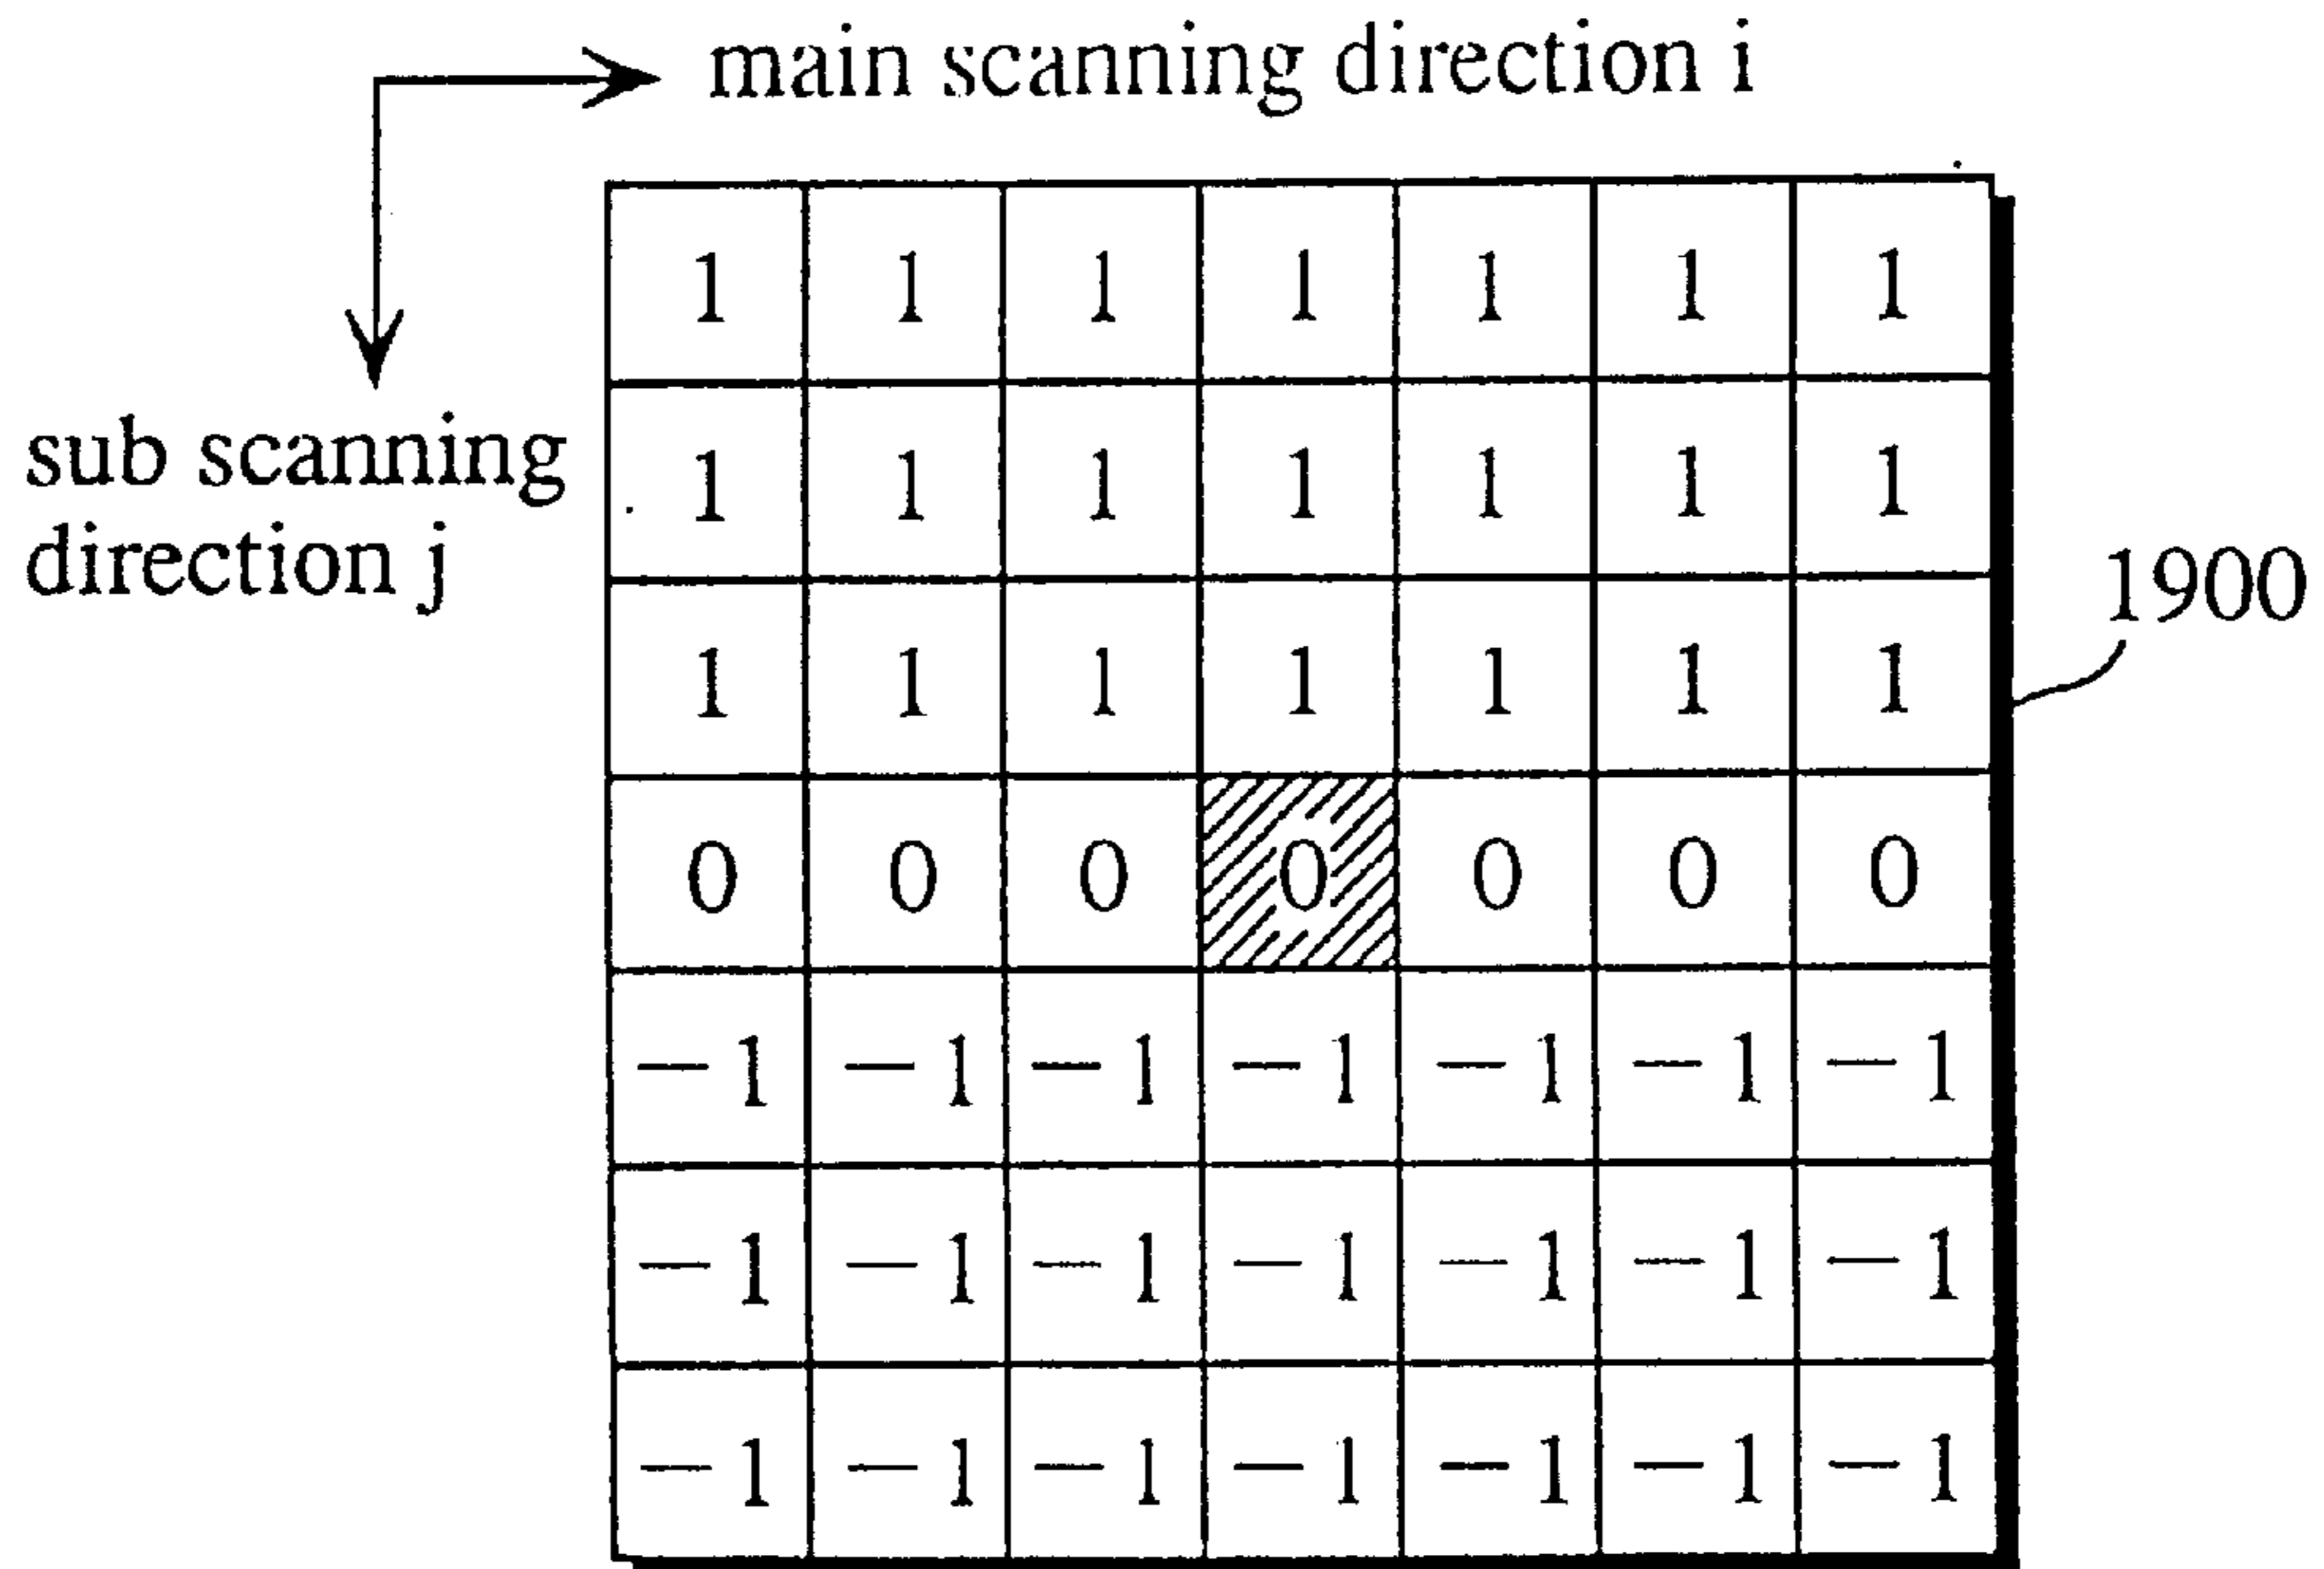 main scanning direction i
sub scanning
direction j
1 1 1 1 1 1 1
1 1 1 1 1 1 1
1900
1 1 1 1 1 1 1
0 0 0 0 0 0 0
−1 −1 −1 −1 −1 −1 −1
−1 −1 −1 −1 −1 −1 −1
−1 −1 −1 −1 −1 −1 −1